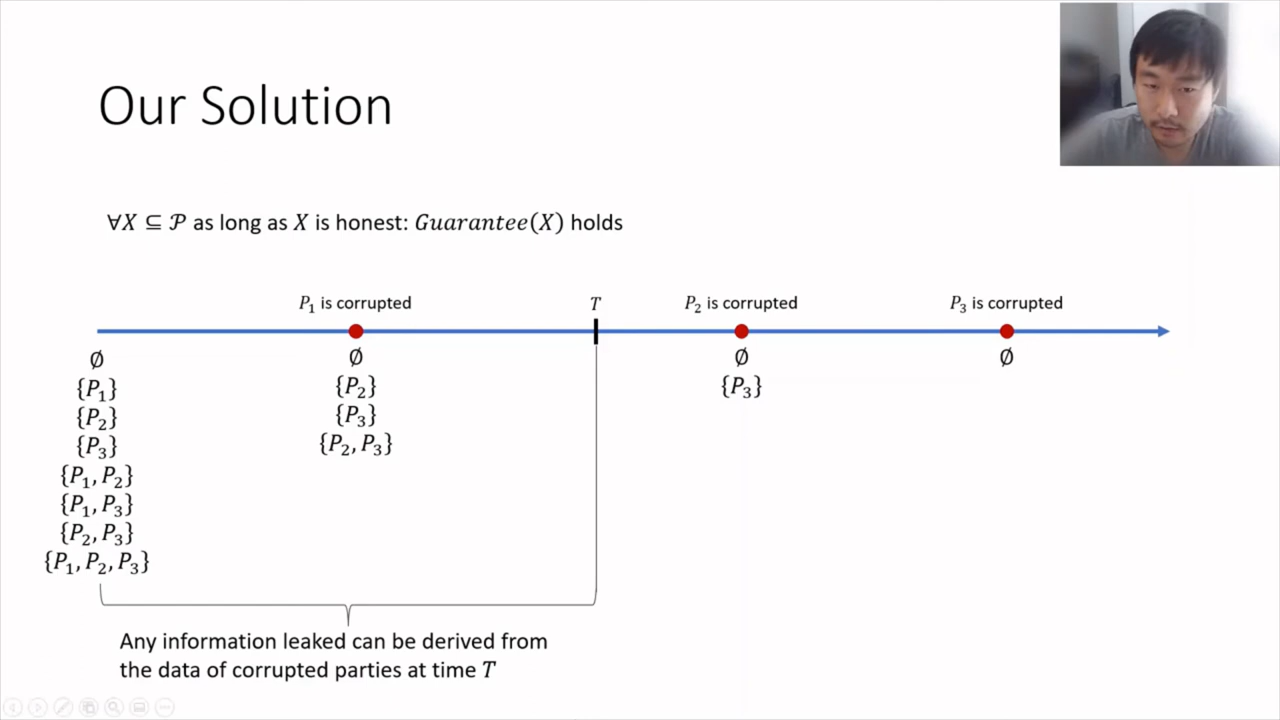 Our Solution
∀X ⊆ 𝒫 as long as X is honest: Guarantee(X) holds
P₁ is corrupted
T
P₂ is corrupted
P₃ is corrupted
∅
{P₁}
{P₂}
{P₃}
{P₁, P₂}
{P₁, P₃}
{P₂, P₃}
{P₁, P₂, P₃}
∅
{P₂}
{P₃}
{P₂, P₃}
∅
{P₃}
∅
Any information leaked can be derived from
the data of corrupted parties at time T